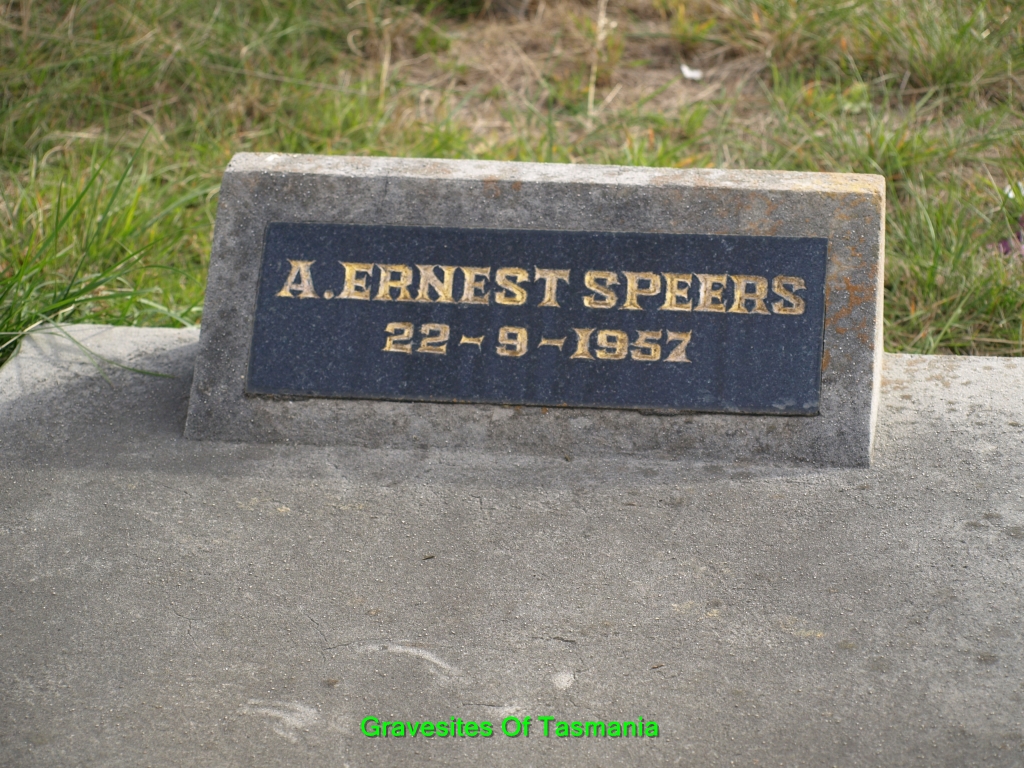 A. ERNEST SPEERS
22-9-1957
Gravesites Of Tasmania